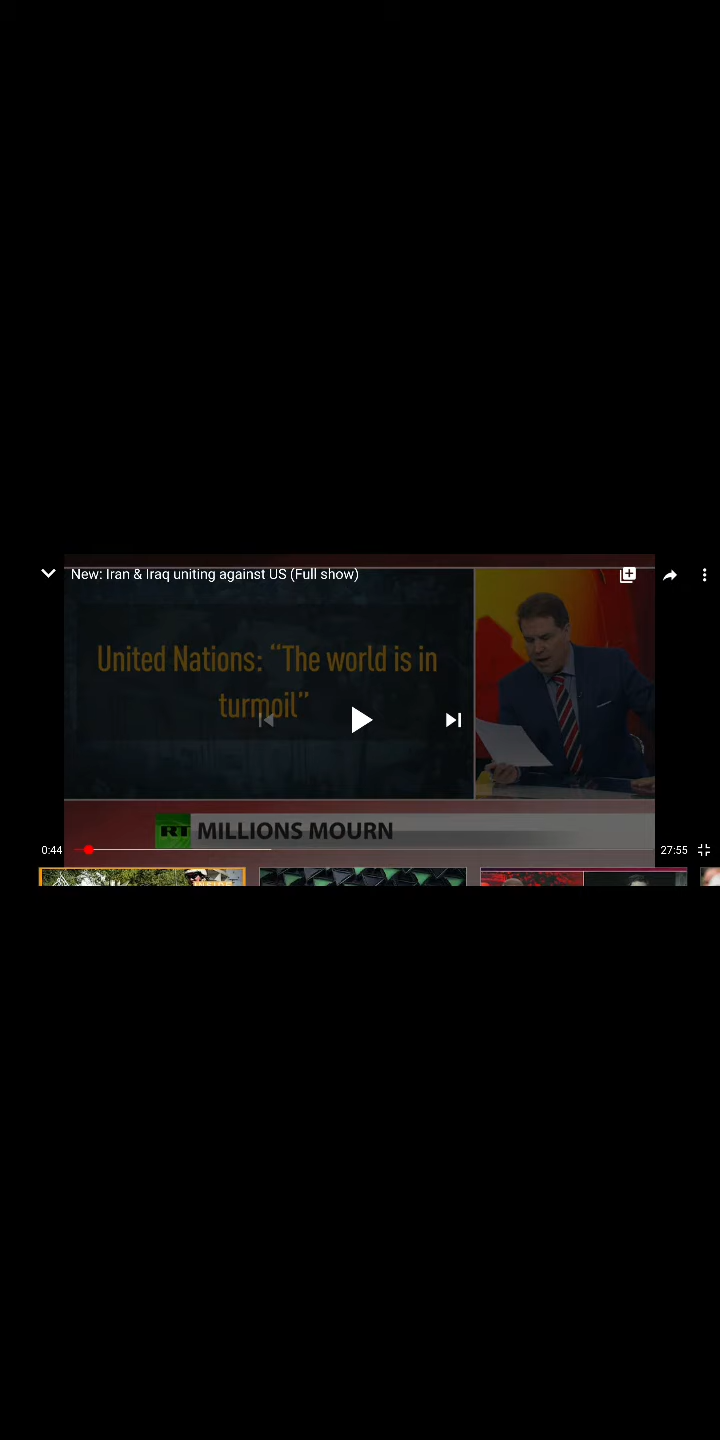 New: Iran & Iraq uniting against US (Full show)
United Nations: “The world is in
turmoil”
RT MILLIONS MOURN
0:44
27:55